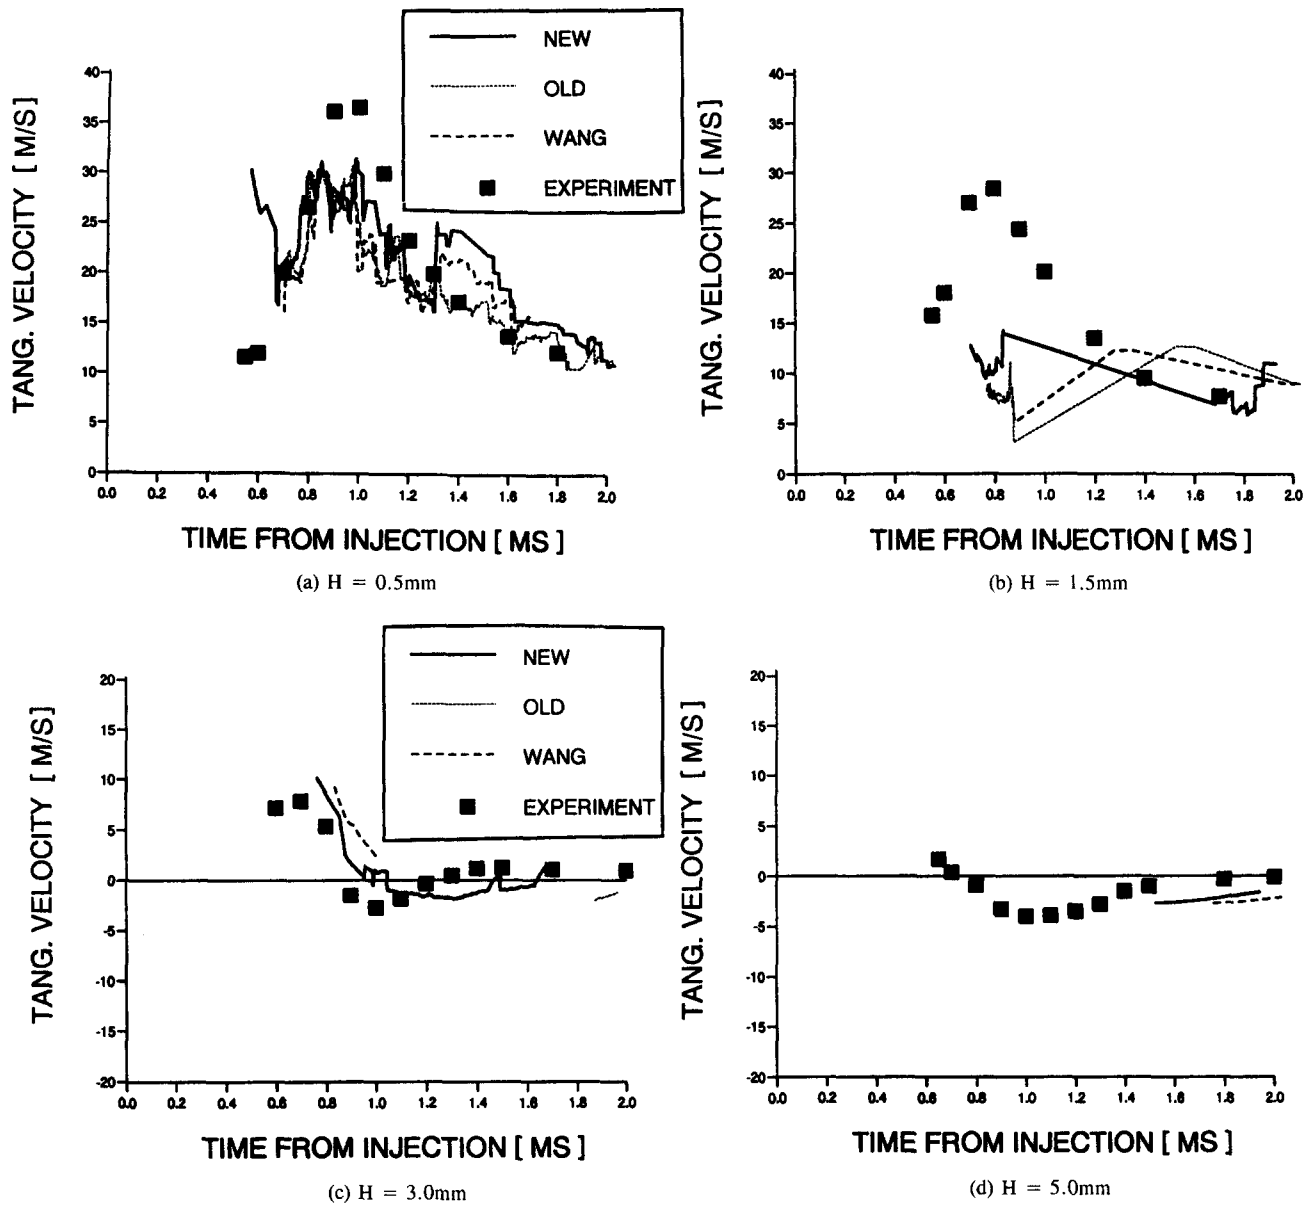 NEW
OLD
WANG
EXPERIMENT
TANG. VELOCITY [ M/S]
40
35
30
25
20
15
10
5
0
0.0 0.2 0.4 0.6 0.8 1.0 1.2 1.4 1.6 1.8 2.0
TIME FROM INJECTION [ MS ]
(a) H = 0.5mm
TANG. VELOCITY [ M/S]
40
35
30
25
20
15
10
5
0
0.0 0.2 0.4 0.6 0.8 1.0 1.2 1.4 1.6 1.8 2.0
TIME FROM INJECTION [ MS ]
(b) H = 1.5mm
NEW
OLD
WANG
EXPERIMENT
TANG. VELOCITY [ M/S]
20
15
10
5
0
-5
-10
-15
-20
0.0 0.2 0.4 0.6 0.8 1.0 1.2 1.4 1.6 1.8 2.0
TIME FROM INJECTION [ MS ]
(c) H = 3.0mm
TANG. VELOCITY [ M/S]
20
15
10
5
0
-5
-10
-15
-20
0.0 0.2 0.4 0.6 0.8 1.0 1.2 1.4 1.6 1.8 2.0
TIME FROM INJECTION [ MS ]
(d) H = 5.0mm